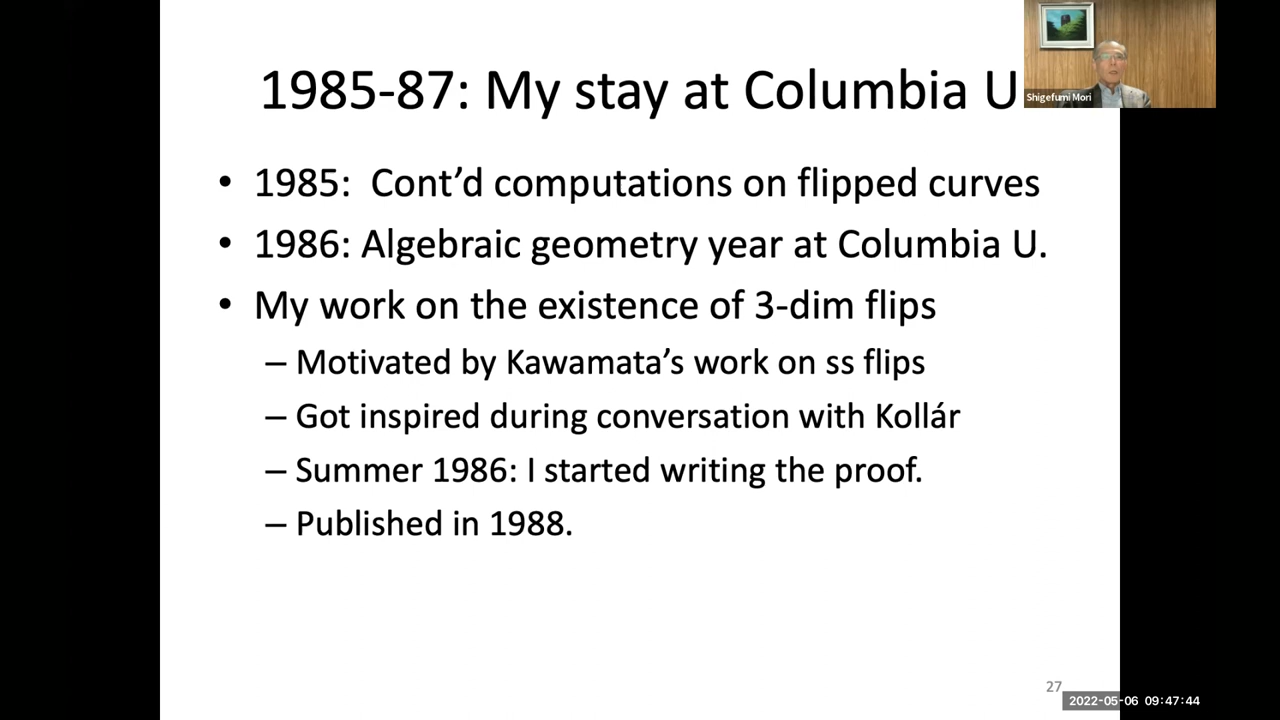 1985-87: My stay at Columbia U
Shigefumi Mori
• 1985: Cont’d computations on flipped curves
• 1986: Algebraic geometry year at Columbia U.
• My work on the existence of 3-dim flips
– Motivated by Kawamata’s work on ss flips
– Got inspired during conversation with Kollár
– Summer 1986: I started writing the proof.
– Published in 1988.
27
2022-05-06 09:47:44